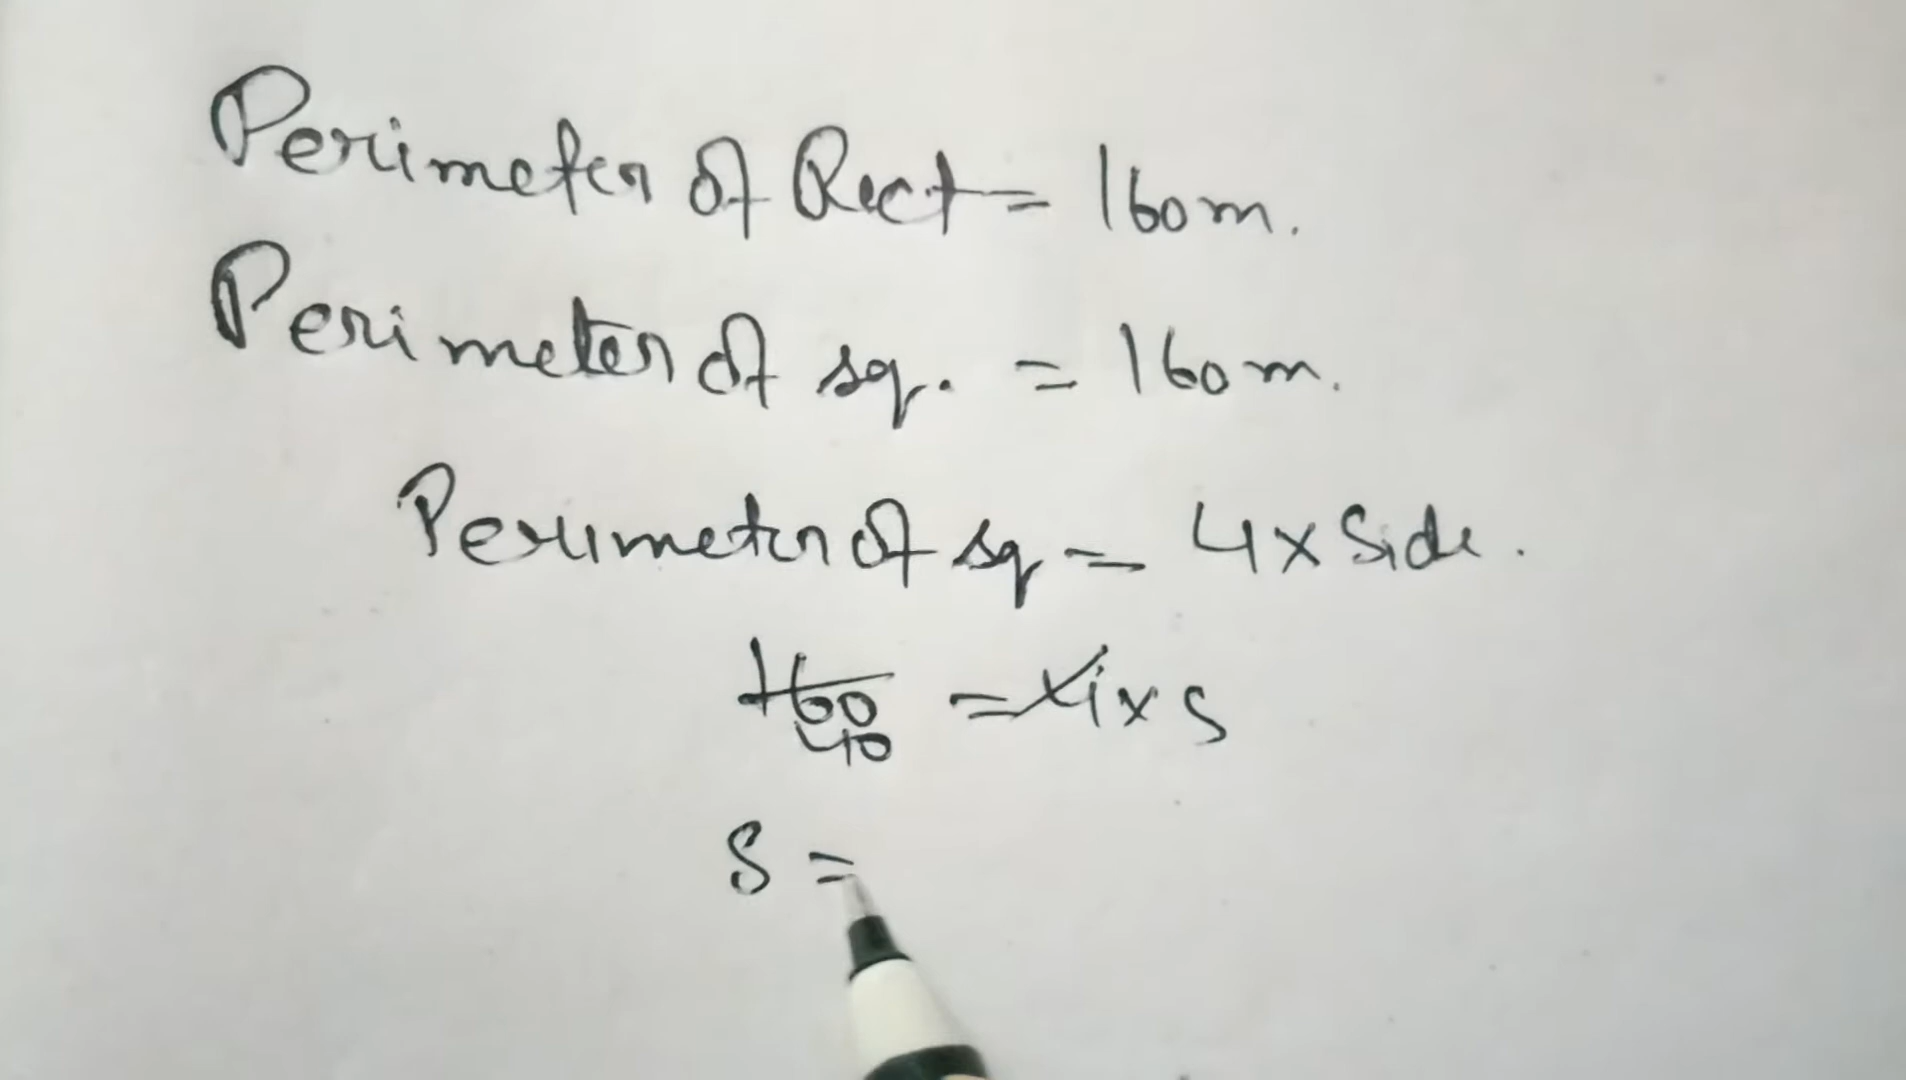 Perimeter of Rect = 160m.
Perimeter of sq. = 160m.
Perimeter of sq = 4 x Side.
160 = 4 x S
40
S =